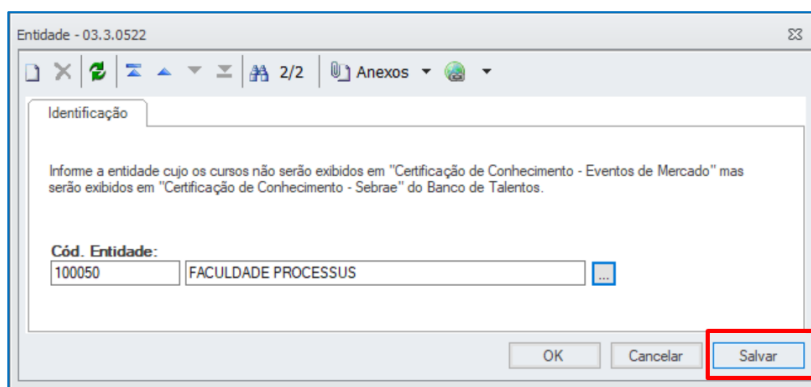 Entidade - 03.3.0522
2/2 Anexos
Identificação
Informe a entidade cujo os cursos não serão exibidos em "Certificação de Conhecimento - Eventos de Mercado" mas
serão exibidos em "Certificação de Conhecimento - Sebrae" do Banco de Talentos.
Cód. Entidade:
100050 FACULDADE PROCESSUS ...
OK Cancelar Salvar